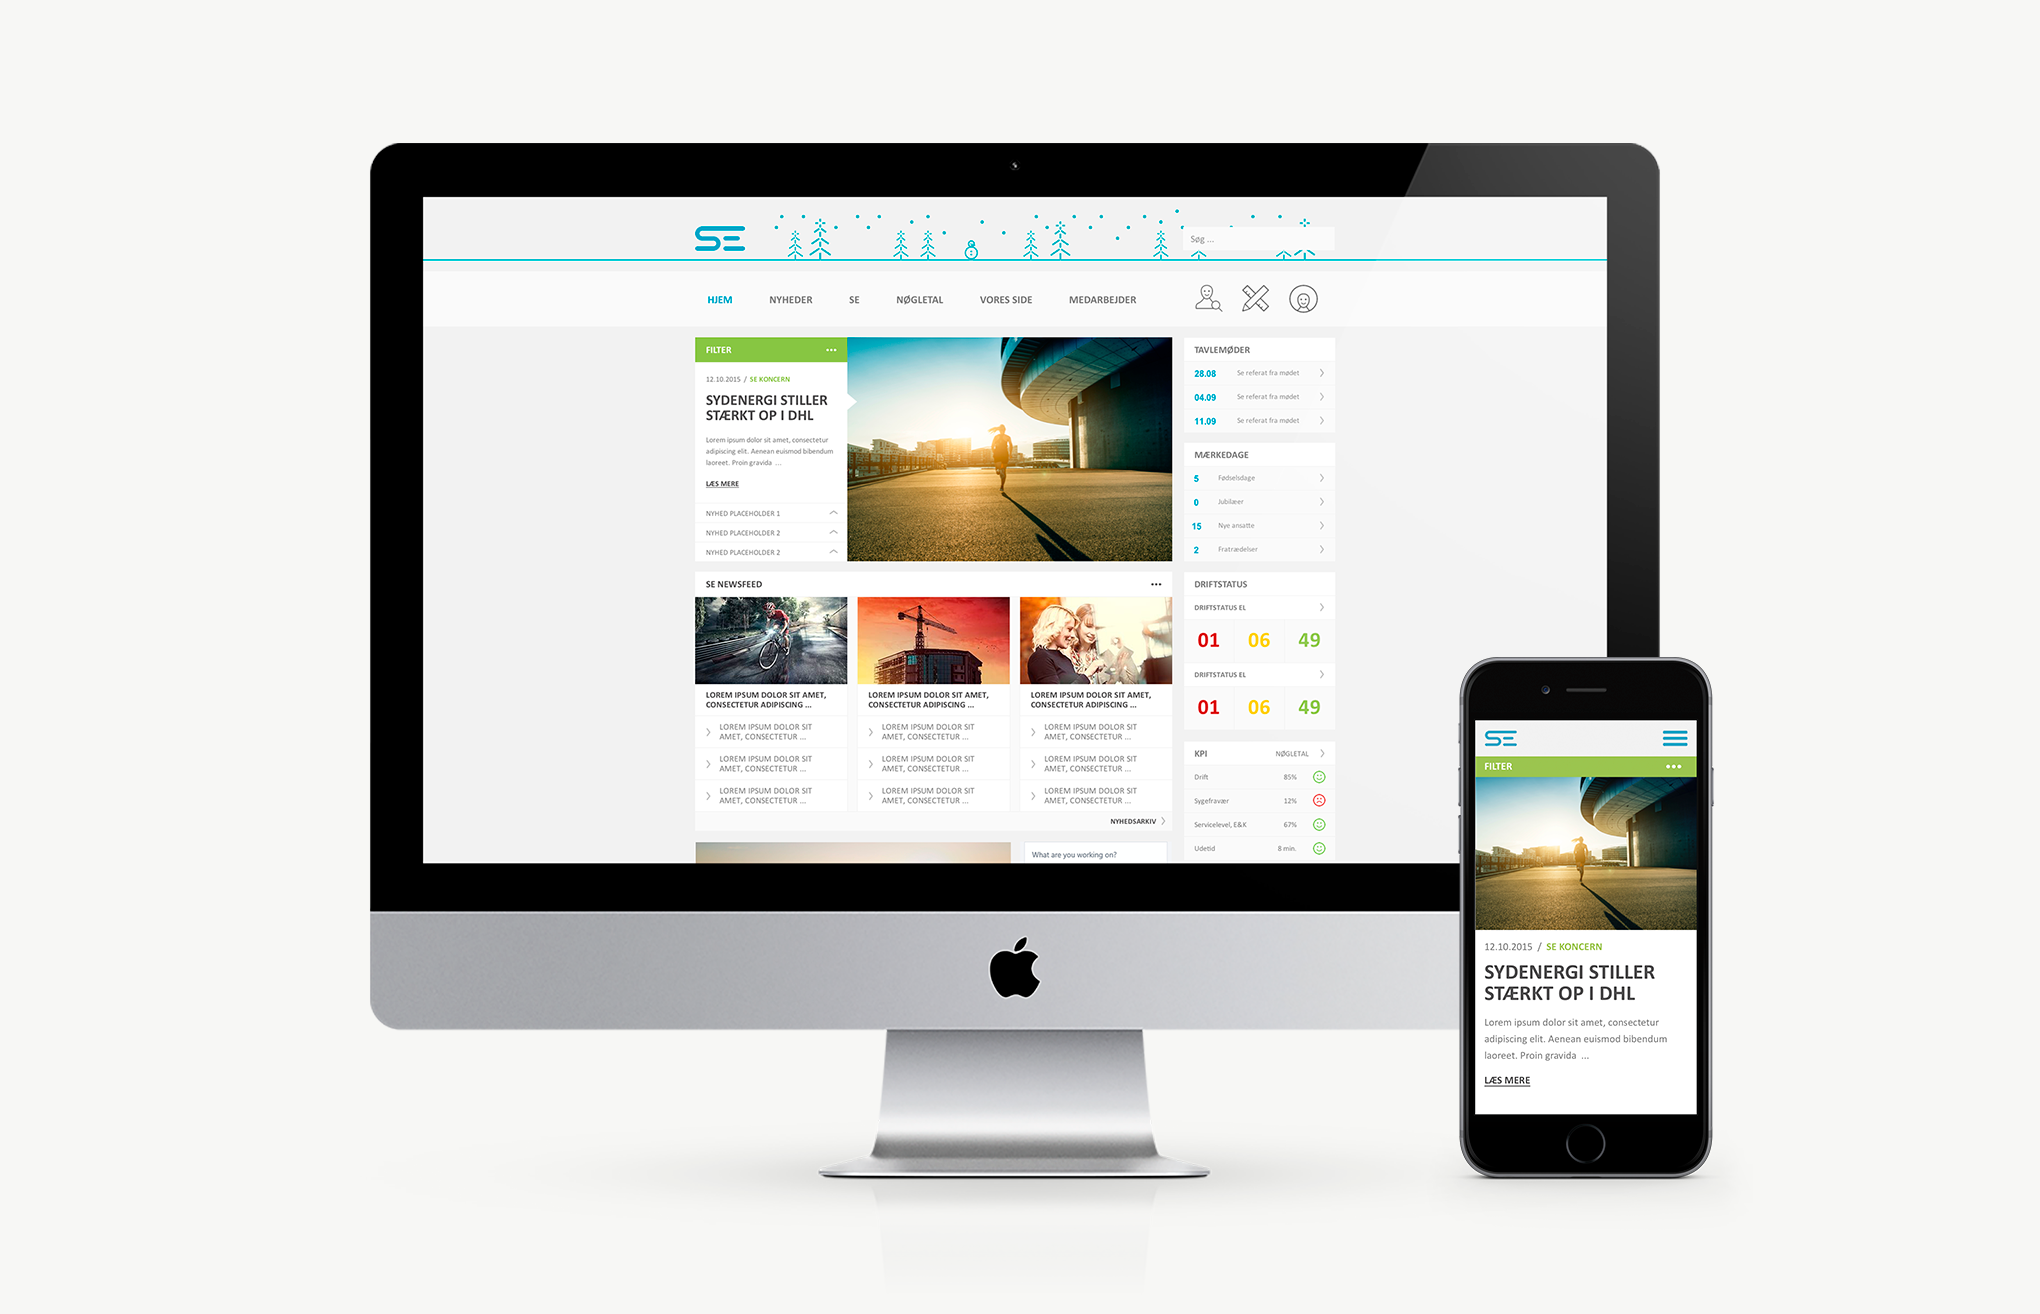 SE
Søg ...
HJEM NYHEDER SE NØGLETAL VORES SIDE MEDARBEJDER
FILTER
12.10.2015 / SE KONCERN
SYDENERGI STILLER
STÆRKT OP I DHL
Lorem ipsum dolor sit amet, consectetur
adipiscing elit. Aenean euismod bibendum
laoreet. Proin gravida ...
LÆS MERE
NYHED PLACEHOLDER 1
NYHED PLACEHOLDER 2
NYHED PLACEHOLDER 2
TAVLEMØDER
28.08 Se referat fra mødet
04.09 Se referat fra mødet
11.09 Se referat fra mødet
MÆRKEDAGE
5 Fødselsdage
0 Jubilæer
15 Nye ansatte
2 Fratrædelser
SE NEWSFEED
LOREM IPSUM DOLOR SIT AMET,
CONSECTETUR ADIPISCING ...
LOREM IPSUM DOLOR SIT
AMET, CONSECTETUR ...
LOREM IPSUM DOLOR SIT
AMET, CONSECTETUR ...
LOREM IPSUM DOLOR SIT
AMET, CONSECTETUR ...
LOREM IPSUM DOLOR SIT AMET,
CONSECTETUR ADIPISCING ...
LOREM IPSUM DOLOR SIT
AMET, CONSECTETUR ...
LOREM IPSUM DOLOR SIT
AMET, CONSECTETUR ...
LOREM IPSUM DOLOR SIT
AMET, CONSECTETUR ...
LOREM IPSUM DOLOR SIT AMET,
CONSECTETUR ADIPISCING ...
LOREM IPSUM DOLOR SIT
AMET, CONSECTETUR ...
LOREM IPSUM DOLOR SIT
AMET, CONSECTETUR ...
LOREM IPSUM DOLOR SIT
AMET, CONSECTETUR ...
NYHEDSARKIV
What are you working on?
DRIFTSTATUS
DRIFTSTATUS EL
01 06 49
DRIFTSTATUS EL
01 06 49
KPI NØGLETAL
Drift 85%
Sygefravær 12%
Servicelevel, E&K 67%
Udetid 8 min.
SE
FILTER
12.10.2015 / SE KONCERN
SYDENERGI STILLER
STÆRKT OP I DHL
Lorem ipsum dolor sit amet, consectetur
adipiscing elit. Aenean euismod bibendum
laoreet. Proin gravida ...
LÆS MERE